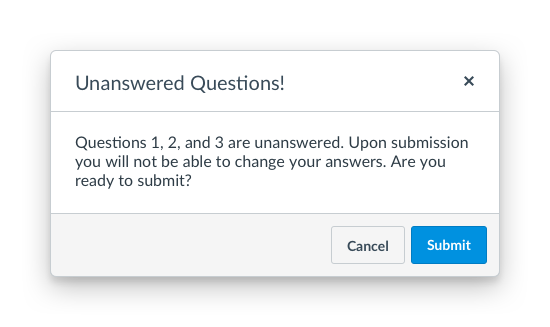 Unanswered Questions!
×
Questions 1, 2, and 3 are unanswered. Upon submission
you will not be able to change your answers. Are you
ready to submit?
Cancel
Submit